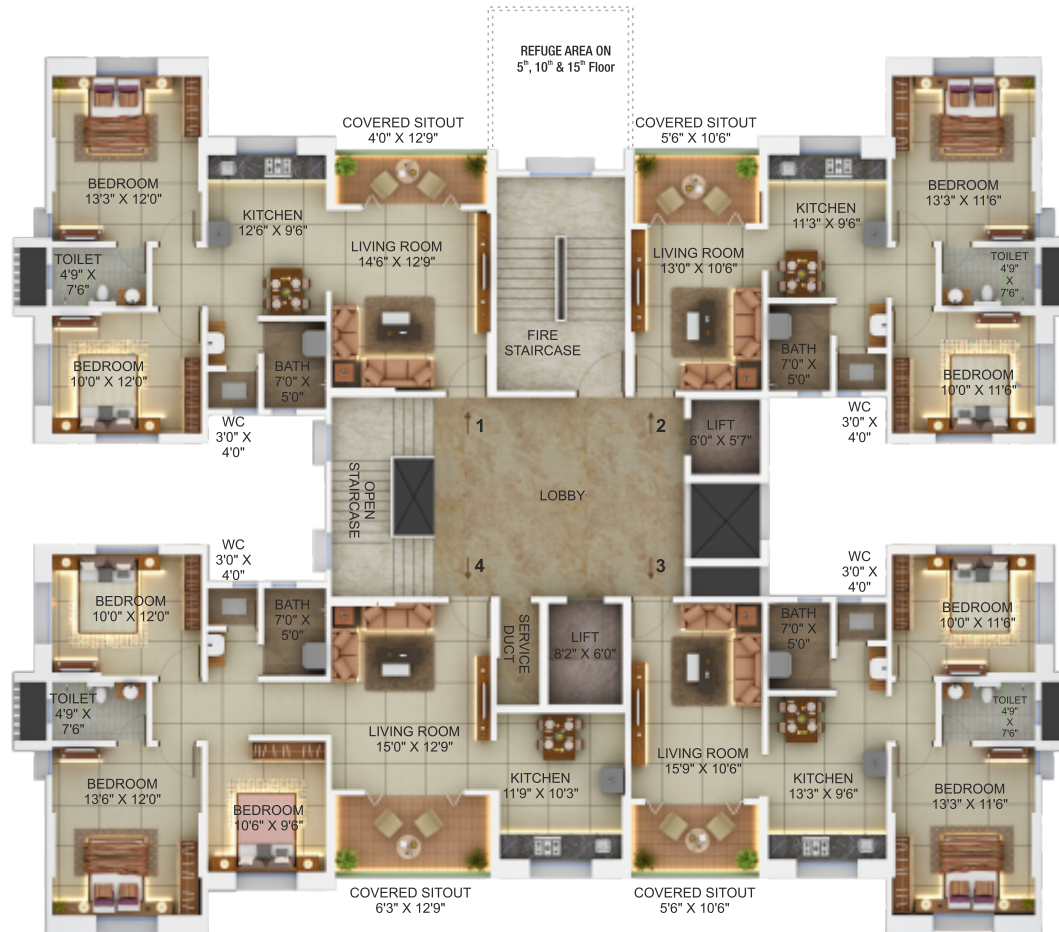 REFUGE AREA ON
5th, 10th & 15th Floor
COVERED SITOUT
4'0" X 12'9"
COVERED SITOUT
5'6" X 10'6"
BEDROOM
13'3" X 12'0"
KITCHEN
12'6" X 9'6"
LIVING ROOM
14'6" X 12'9"
TOILET
4'9" X
7'6"
BEDROOM
10'0" X 12'0"
BATH
7'0" X
5'0"
WC
3'0" X
4'0"
FIRE
STAIRCASE
LIVING ROOM
13'0" X 10'6"
KITCHEN
11'3" X 9'6"
BEDROOM
13'3" X 11'6"
TOILET
4'9"
X
7'6"
BATH
7'0" X
5'0"
BEDROOM
10'0" X 11'6"
WC
3'0" X
4'0"
1
2
LIFT
6'0" X 5'7"
OPEN
STAIRCASE
LOBBY
4
3
WC
3'0" X
4'0"
BEDROOM
10'0" X 12'0"
BATH
7'0" X
5'0"
TOILET
4'9" X
7'6"
LIVING ROOM
15'0" X 12'9"
BEDROOM
13'6" X 12'0"
BEDROOM
10'6" X 9'6"
SERVICE
DUCT
LIFT
8'2" X 6'0"
KITCHEN
11'9" X 10'3"
COVERED SITOUT
6'3" X 12'9"
WC
3'0" X
4'0"
BATH
7'0" X
5'0"
BEDROOM
10'0" X 11'6"
TOILET
4'9"
X
7'6"
LIVING ROOM
15'9" X 10'6"
KITCHEN
13'3" X 9'6"
BEDROOM
13'3" X 11'6"
COVERED SITOUT
5'6" X 10'6"